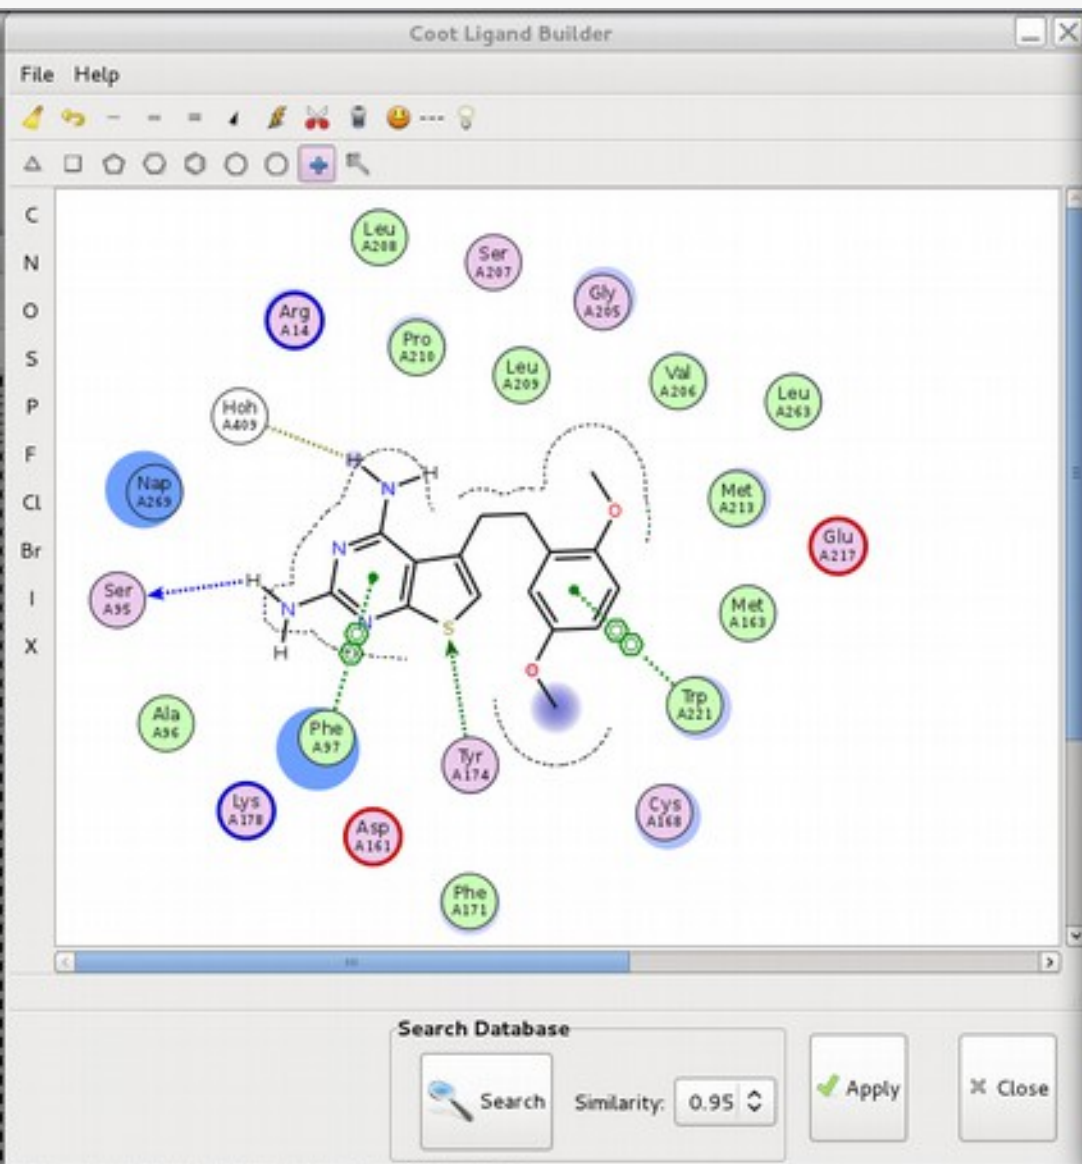 Coot Ligand Builder
File Help
C
N
O
S
P
F
Cl
Br
I
X
Leu
A208
Ser
A207
Gly
A205
Arg
A14
Pro
A210
Leu
A209
Val
A206
Leu
A263
Hoh
A409
Nap
A269
Met
A213
Glu
A217
Ser
A95
Met
A163
H
H
N
N
H
N
H
N
S
O
O
Ala
A96
Phe
A97
Tyr
A174
Trp
A221
Lys
A178
Asp
A161
Cys
A168
Phe
A171
Search Database
Search Similarity: 0.95
Apply
Close